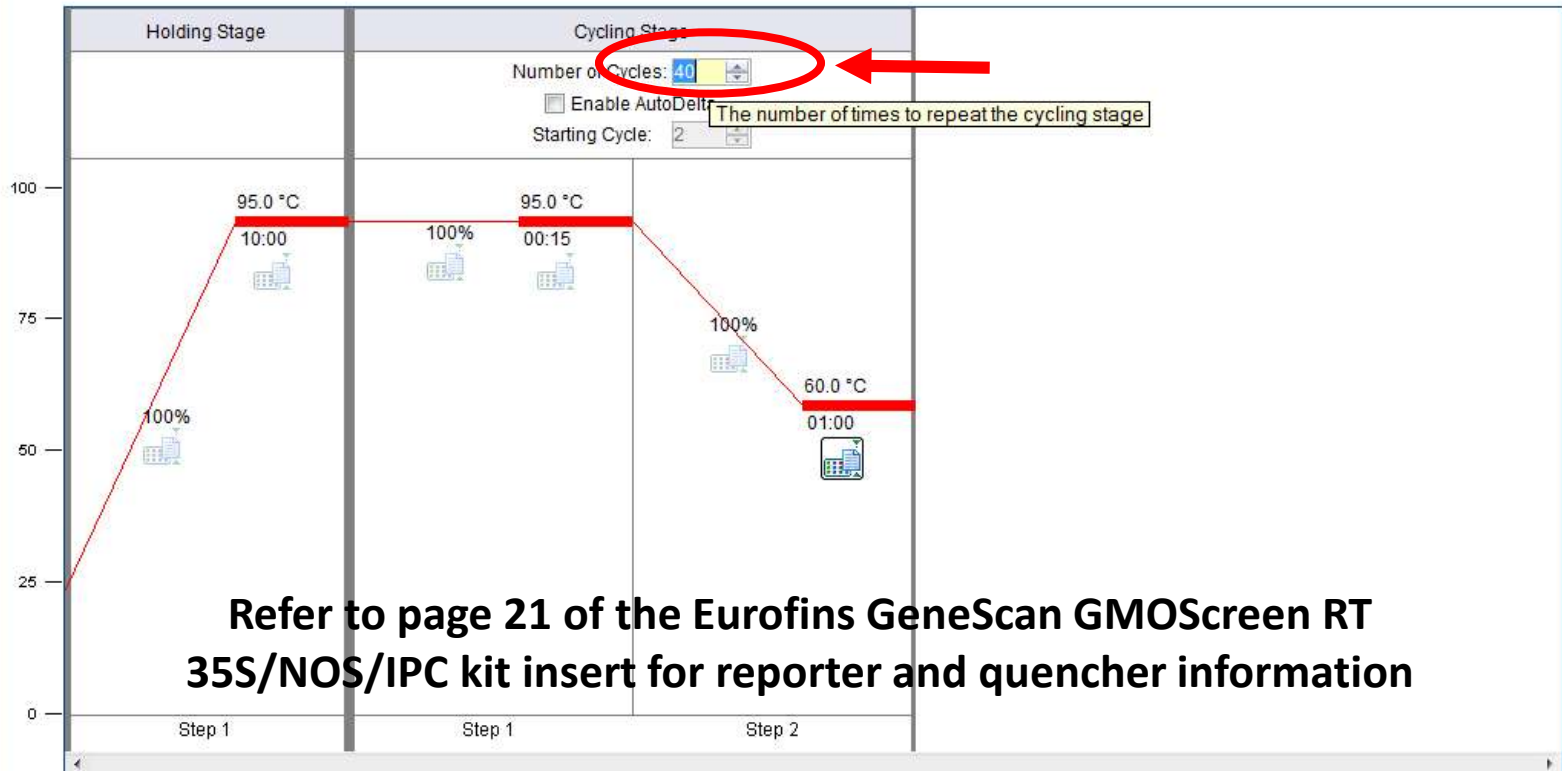 Holding Stage
Cycling Stage
Number of Cycles: 40
Enable AutoDelta
The number of times to repeat the cycling stage
Starting Cycle: 2
100
95.0 °C
95.0 °C
100%
10:00
00:15
75
100%
60.0 °C
100%
01:00
50
25
Refer to page 21 of the Eurofins GeneScan GMOScreen RT
35S/NOS/IPC kit insert for reporter and quencher information
0
Step 1
Step 1
Step 2